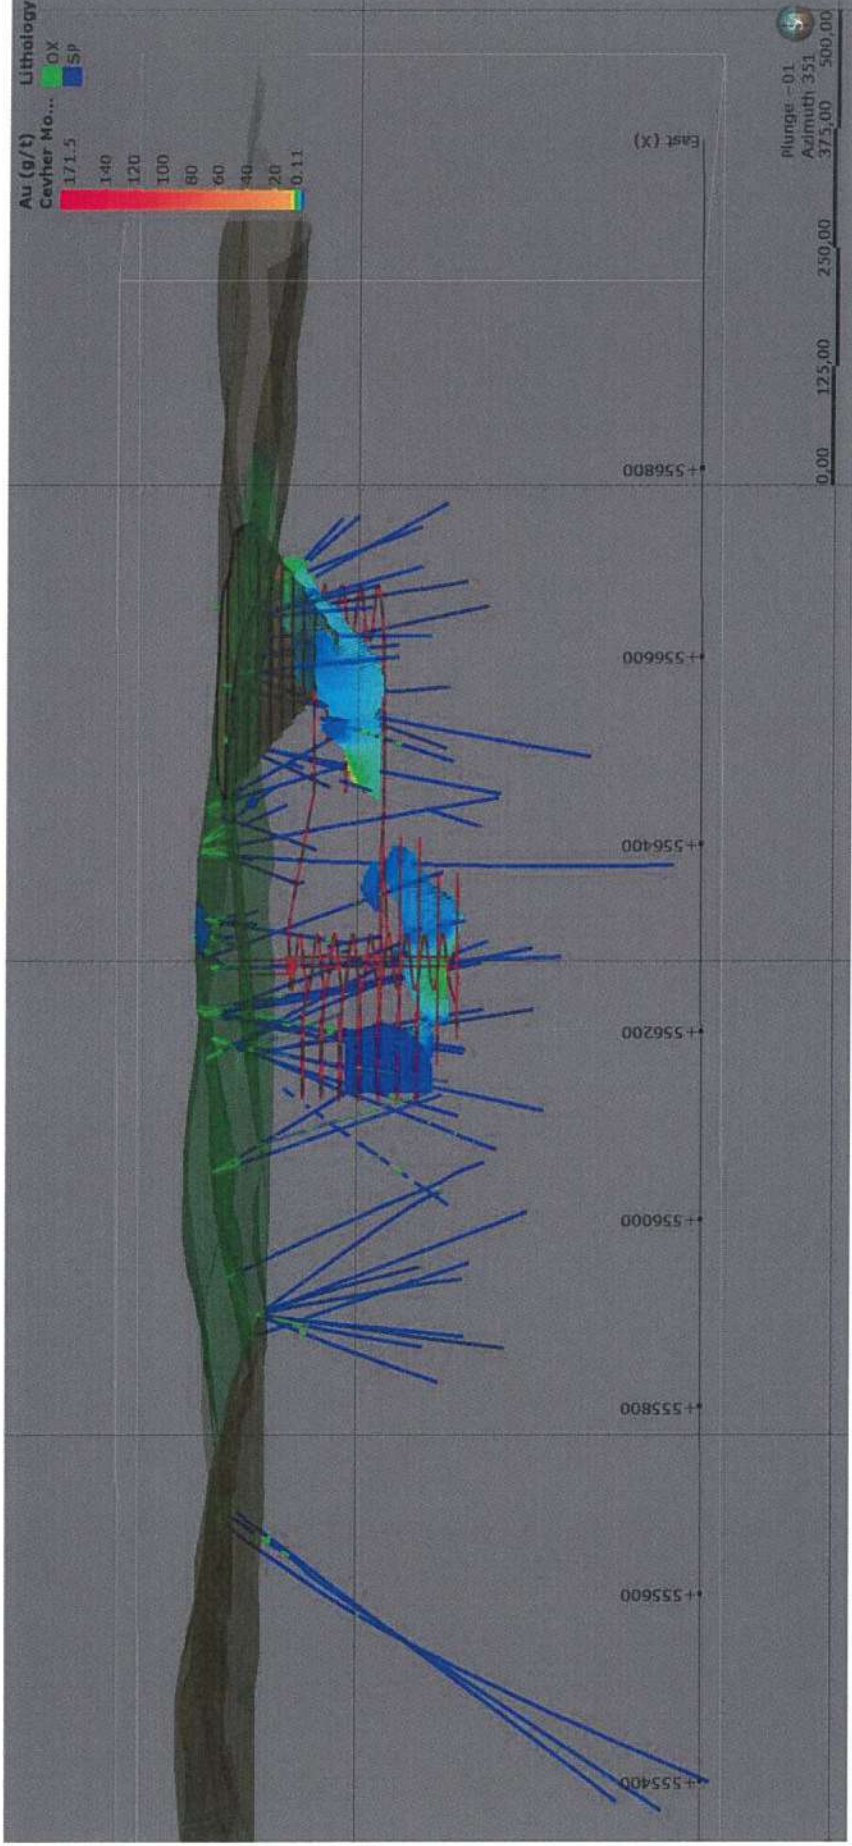 Au (g/t)
Cevher Mo...
171.5
140
120
100
80
60
40
20
0.11
Lithology
OX
SP
East (X)
+555400
+555600
+555800
+556000
+556200
+556400
+556600
+556800
Plunge -01
Azimuth 351
0,00 125,00 250,00 375,00 500,00